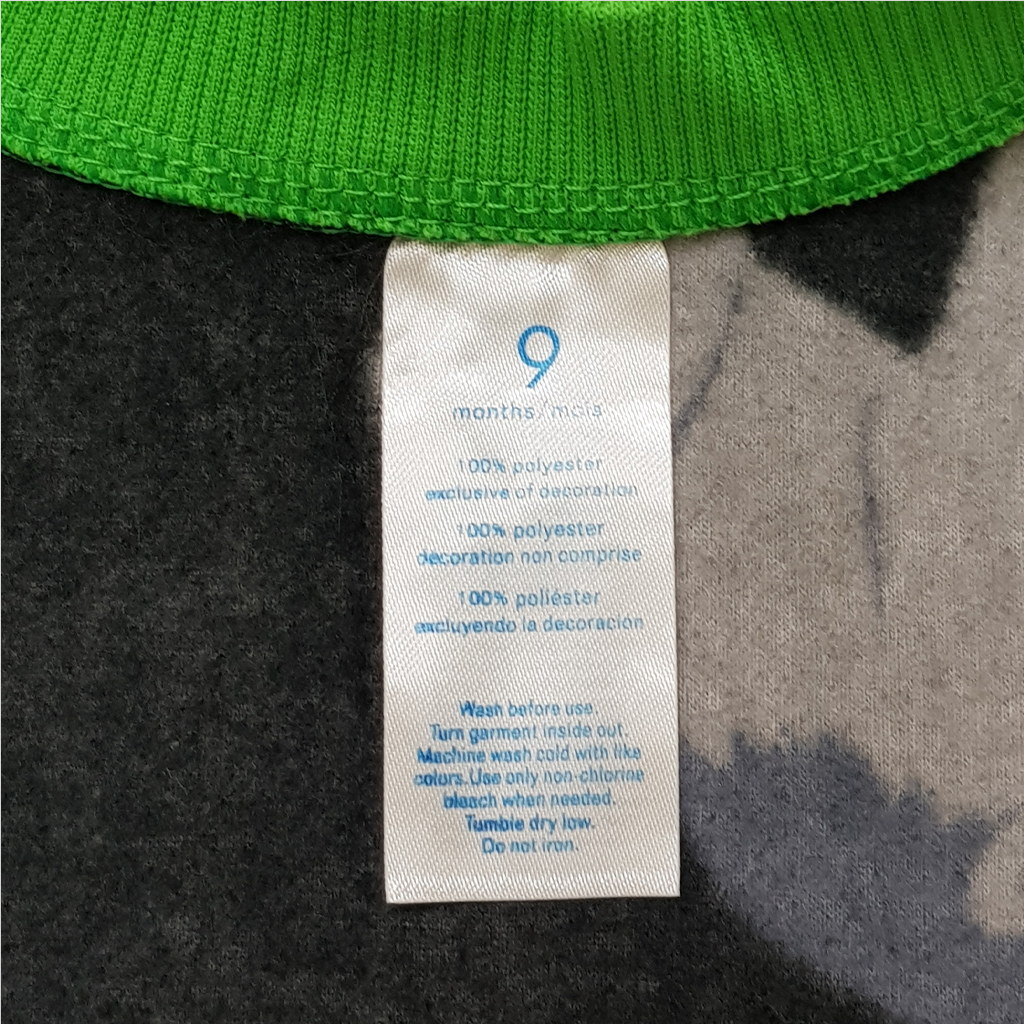 9
months/mois
100% polyester
exclusive of decoration
100% polyester
decoration non comprise
100% poliéster
excluyendo la decoracion
Wash before use.
Turn garment inside out.
Machine wash cold with like
colors. Use only non-chlorine
bleach when needed.
Tumble dry low.
Do not iron.